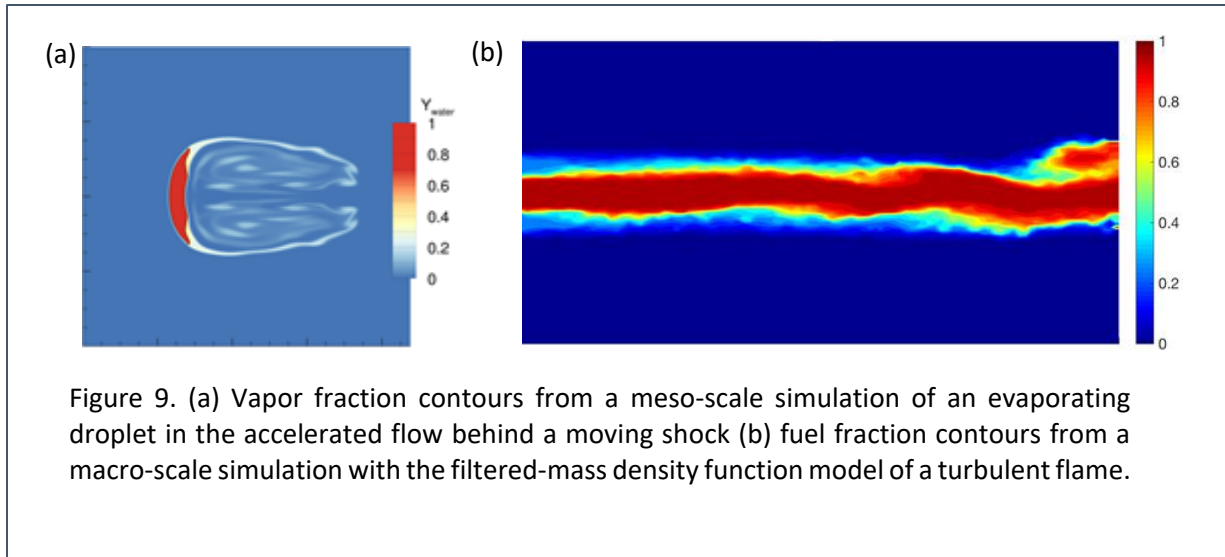 (a)
Y_water
1
0.8
0.6
0.4
0.2
0
(b)
1
0.8
0.6
0.4
0.2
0
Figure 9. (a) Vapor fraction contours from a meso-scale simulation of an evaporating
droplet in the accelerated flow behind a moving shock (b) fuel fraction contours from a
macro-scale simulation with the filtered-mass density function model of a turbulent flame.